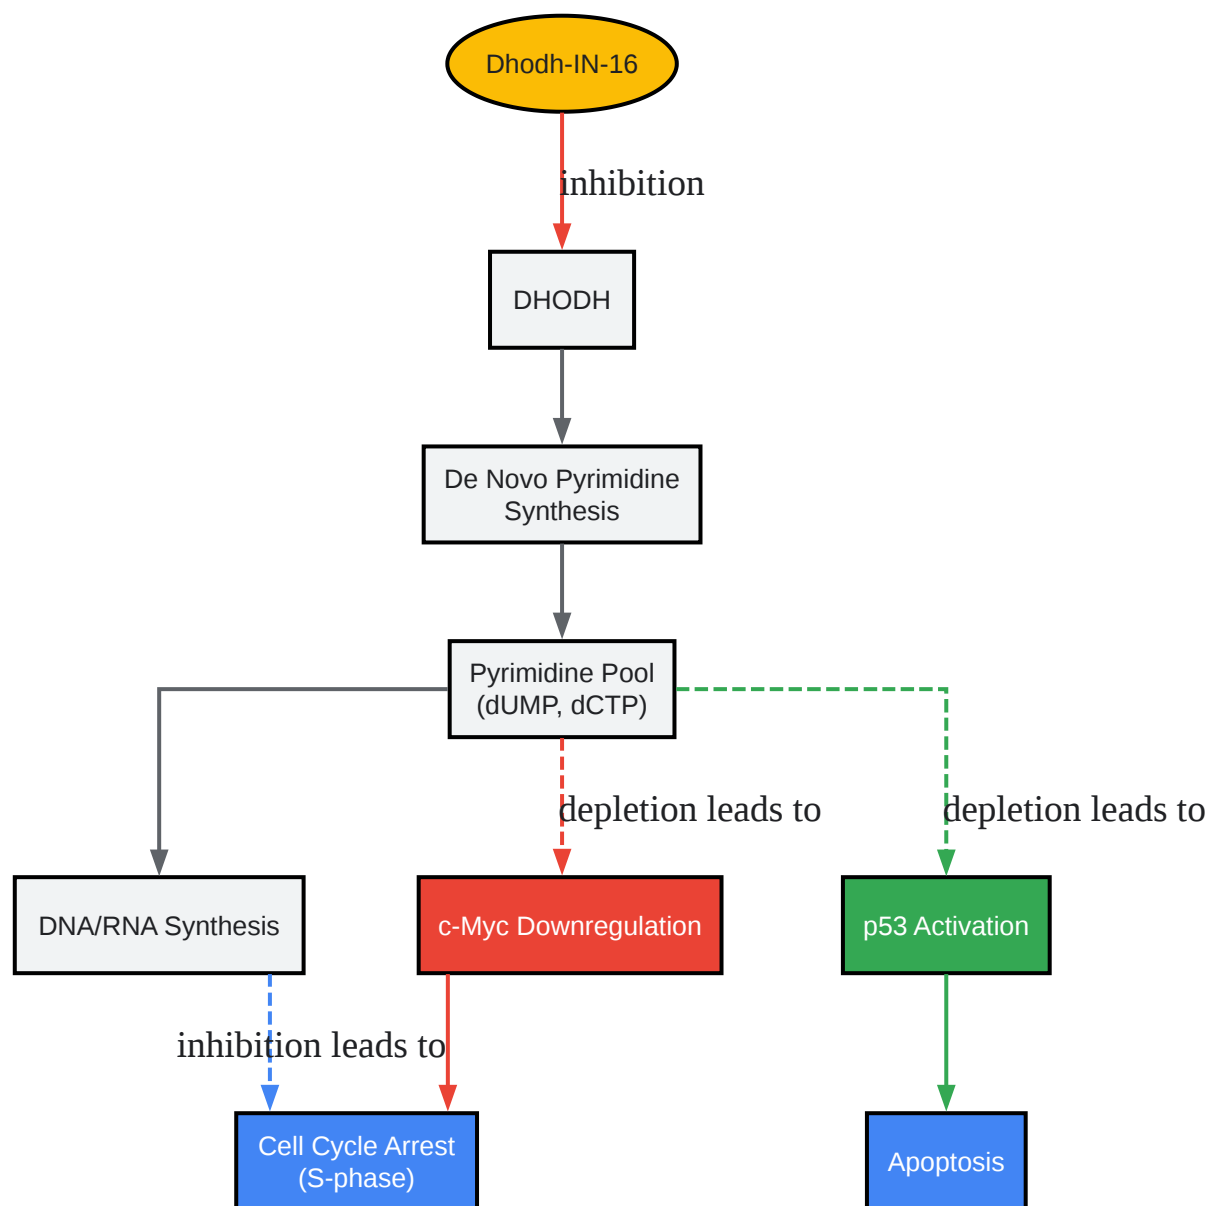 Dhodh-IN-16
inhibition
DHODH
De Novo Pyrimidine
Synthesis
Pyrimidine Pool
(dUMP, dCTP)
depletion leads to
depletion leads to
DNA/RNA Synthesis
c-Myc Downregulation
p53 Activation
inhibition leads to
Cell Cycle Arrest
(S-phase)
Apoptosis